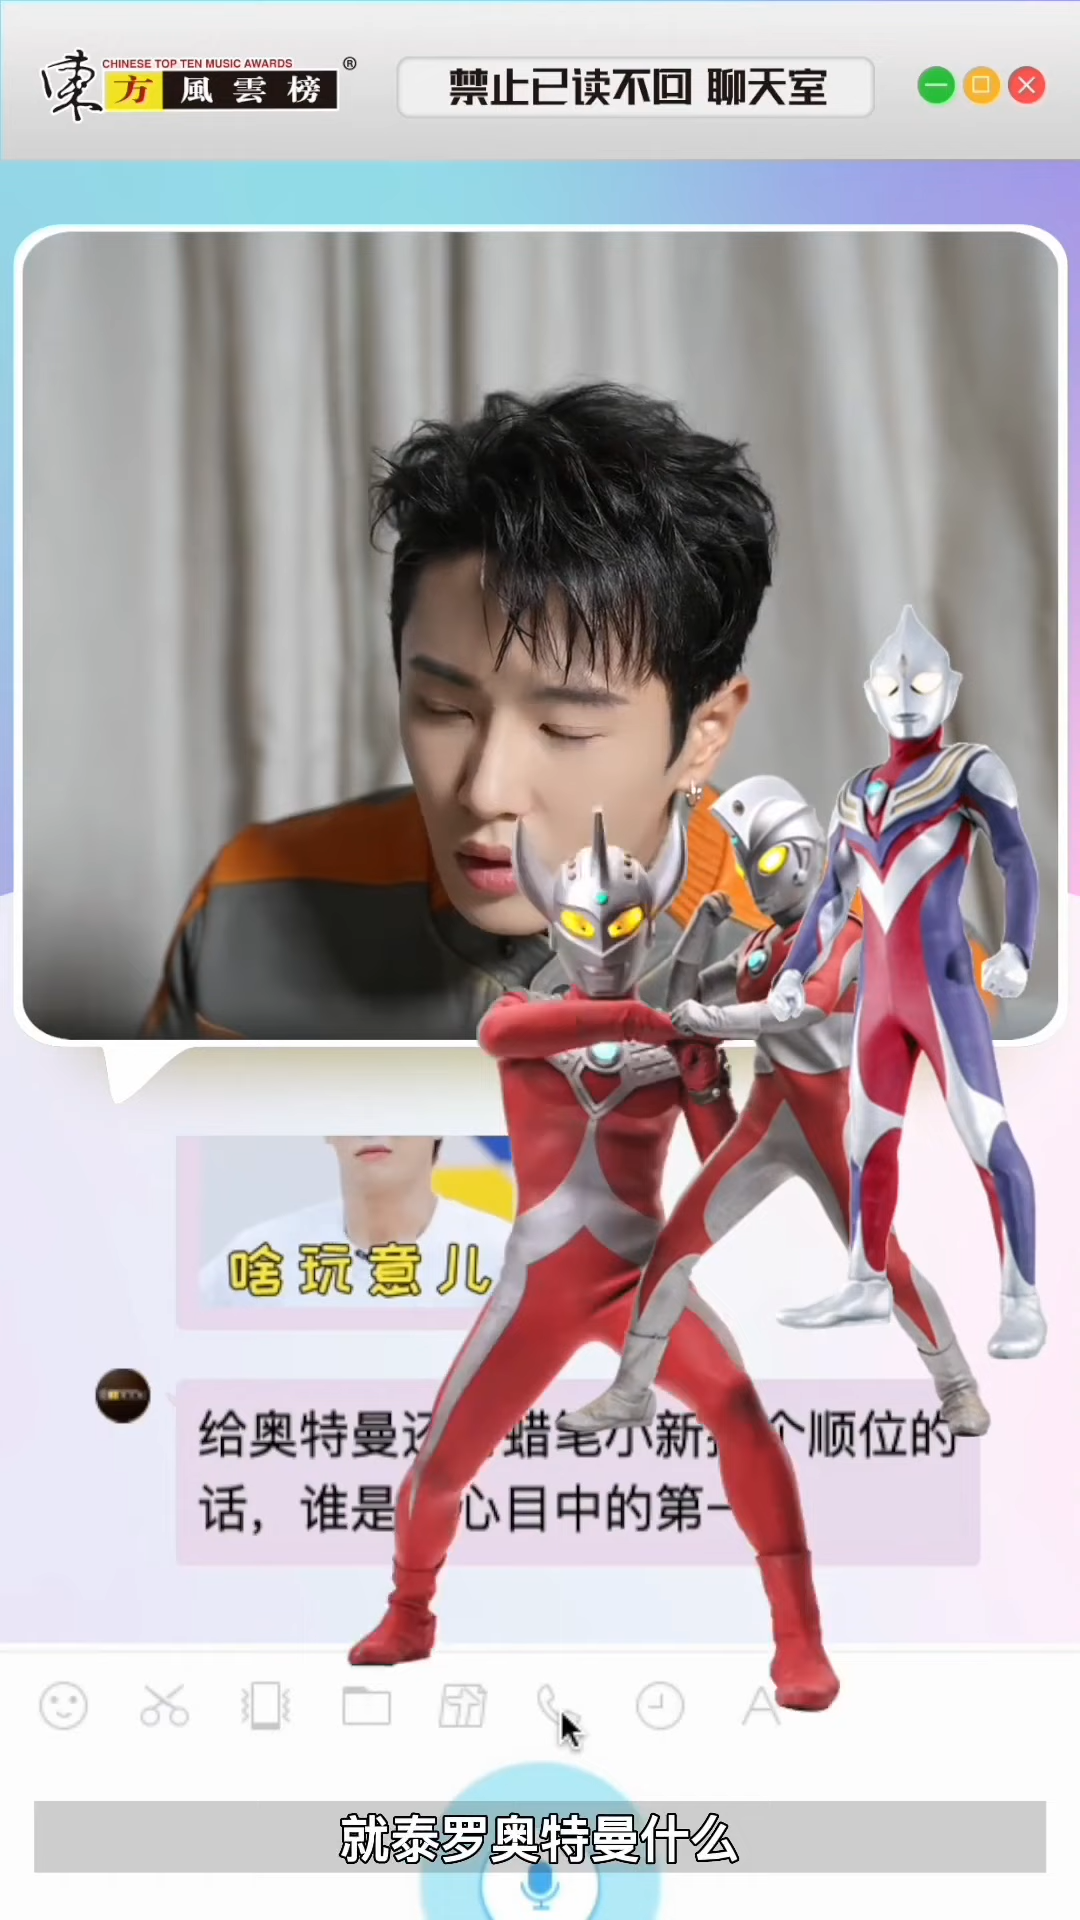 CHINESE TOP TEN MUSIC AWARDS
東方風雲榜®
禁止已读不回 聊天室
啥玩意儿
给奥特曼还 蜡笔小新 个顺位的
话，谁是 心目中的第一
就泰罗奥特曼什么